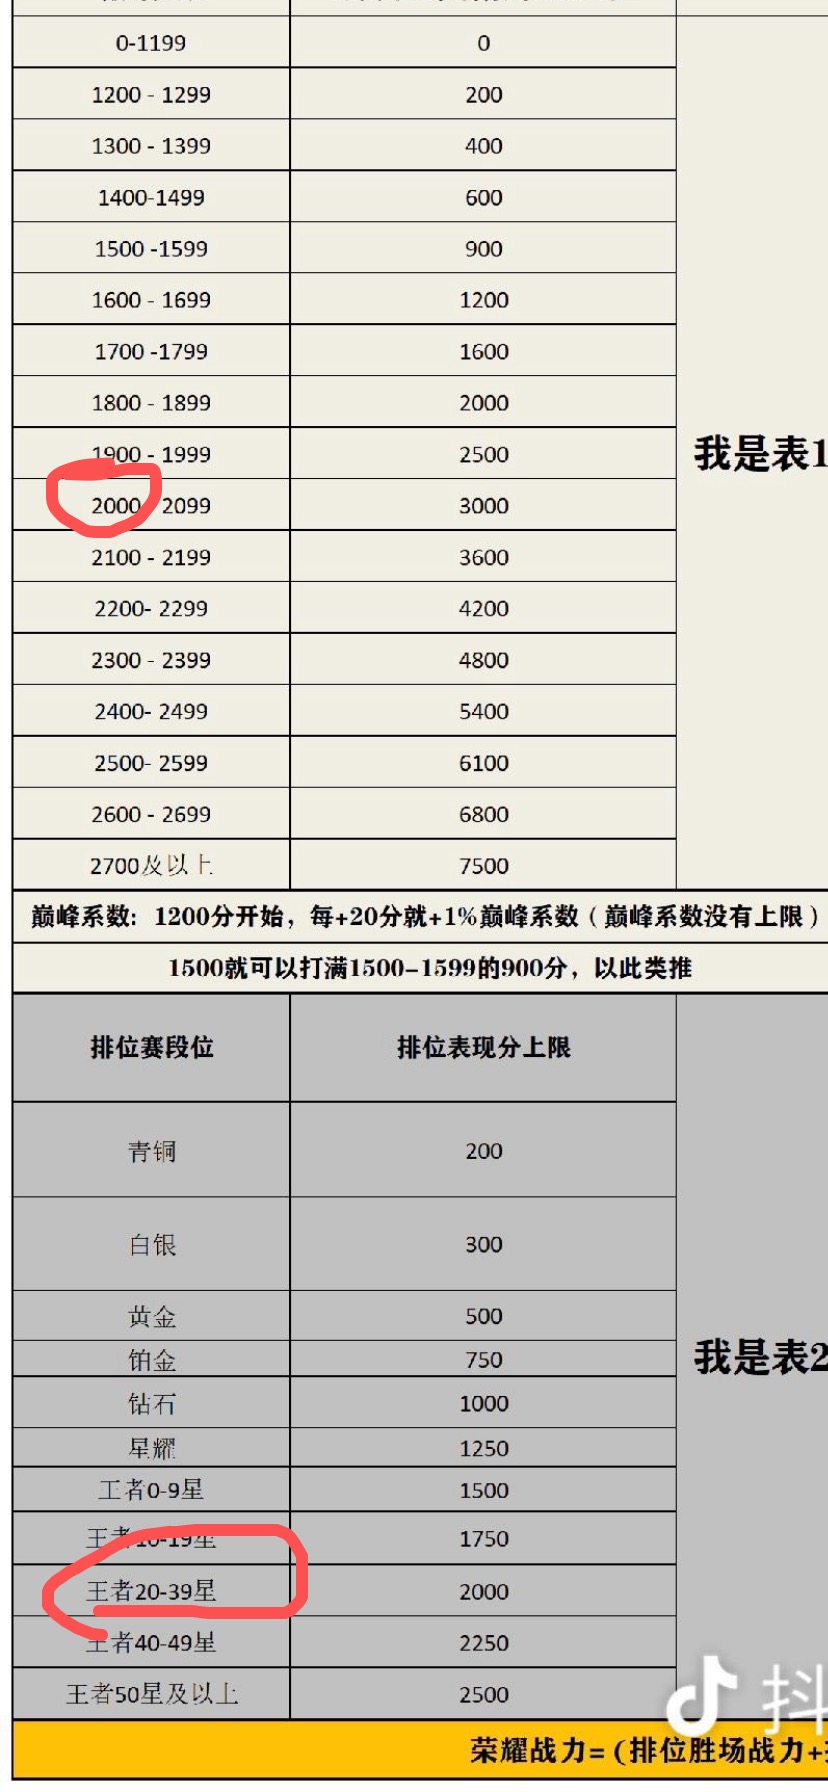 0-1199 0
1200 - 1299 200
1300 - 1399 400
1400-1499 600
1500 -1599 900
1600 - 1699 1200
1700 -1799 1600
1800 - 1899 2000
1900 - 1999 2500
2000 - 2099 3000
2100 - 2199 3600
2200- 2299 4200
2300 - 2399 4800
2400- 2499 5400
2500- 2599 6100
2600 - 2699 6800
2700及以上 7500
我是表1
巅峰系数：1200分开始，每+20分就+1%巅峰系数（巅峰系数没有上限）
1500就可以打满1500-1599的900分，以此类推
排位赛段位 排位表现分上限
青铜 200
白银 300
黄金 500
铂金 750
钻石 1000
星耀 1250
王者0-9星 1500
王者10-19星 1750
王者20-39星 2000
王者40-49星 2250
王者50星及以上 2500
我是表2
抖
荣耀战力=（排位胜场战力+